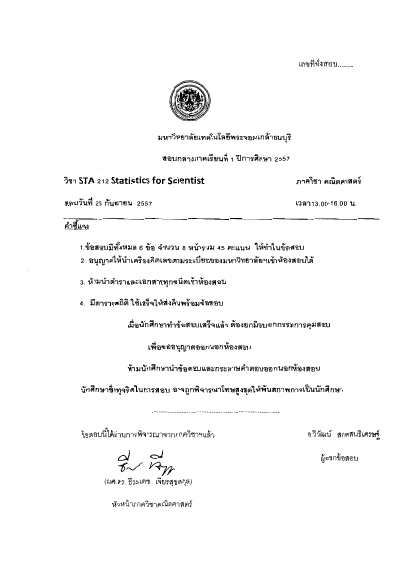 เลขที่นั่งสอบ........
มหาวิทยาลัยเทคโนโลยีพระจอมเกล้าธนบุรี
สอบกลางภาคเรียนที่ 1 ปีการศึกษา 2557
วิชา STA 212 Statistics for Scientist ภาควิชา คณิตศาสตร์
สอบวันที่ 25 กันยายน 2557 เวลา 13.00-16.00 น.
คำชี้แจง
1. ข้อสอบมีทั้งหมด 6 ข้อ จำนวน 8 หน้ารวม 45 คะแนน ให้ทำในข้อสอบ
2. อนุญาตให้นำเครื่องคิดเลขตามระเบียบของมหาวิทยาลัยฯเข้าห้องสอบได้
3. ห้ามนำตำราและเอกสารทุกชนิดเข้าห้องสอบ
4. มีตารางสถิติ ใช้เสร็จให้ส่งคืนพร้อมข้อสอบ
เมื่อนักศึกษาทำข้อสอบเสร็จแล้ว ต้องยกมือบอกกรรมการคุมสอบ
เพื่อขออนุญาตออกนอกห้องสอบ
ห้ามนักศึกษานำข้อสอบและกระดาษคำตอบออกนอกห้องสอบ
นักศึกษาซึ่งทุจริตในการสอบ อาจถูกพิจารณาโทษสูงสุดให้พ้นสภาพการเป็นนักศึกษา
ข้อสอบนี้ได้ผ่านการพิจารณาจากภาควิชาฯแล้ว อ.วิวัฒน์
ผู้ออกข้อสอบ
(ผศ.ดร. ธีระเดช เจียรสุขสกุล)
หัวหน้าภาควิชาคณิตศาสตร์